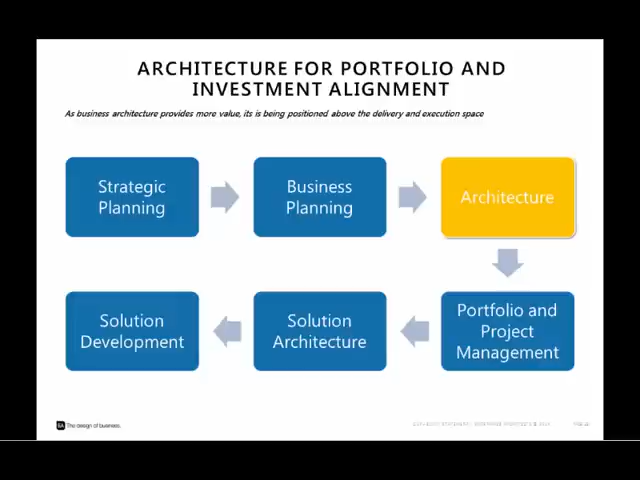 ARCHITECTURE FOR PORTFOLIO AND
INVESTMENT ALIGNMENT
As business architecture provides more value, its is being positioned above the delivery and execution space
Strategic
Planning
Business
Planning
Architecture
Solution
Development
Solution
Architecture
Portfolio and
Project
Management
The design of business.